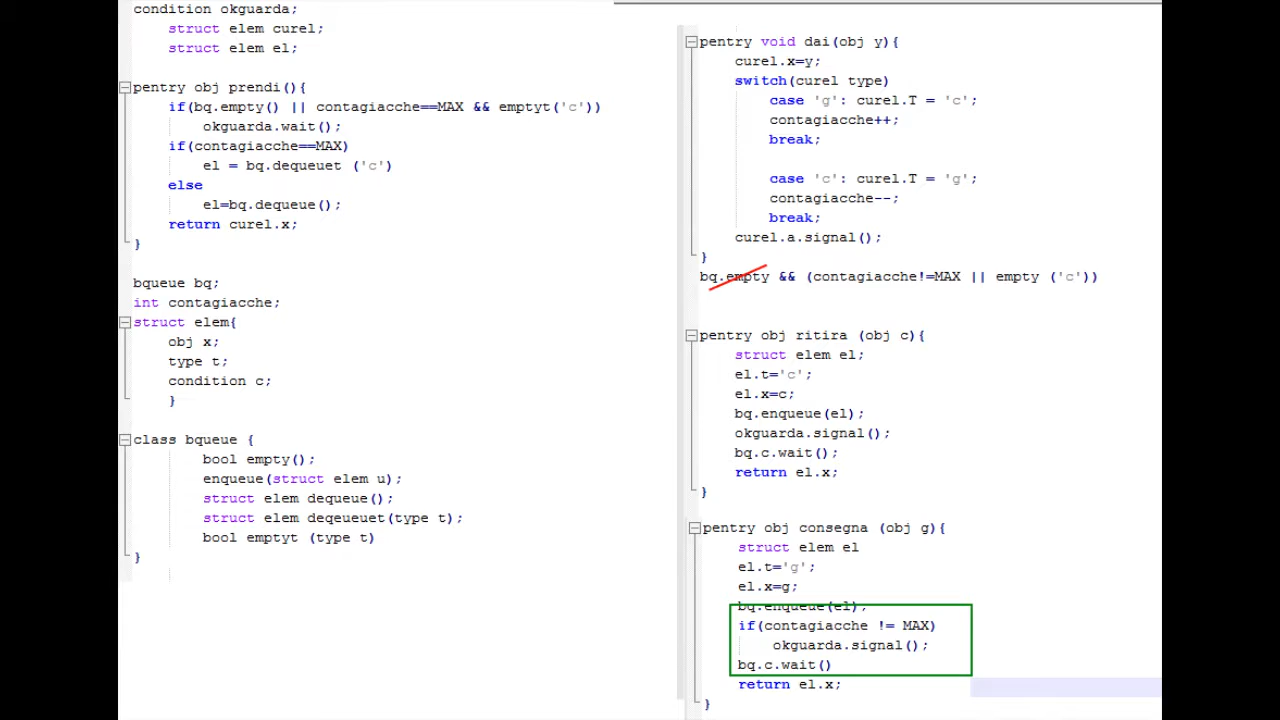 condition okguarda;
struct elem curel;
struct elem el;
pentry obj prendi(){
if(bq.empty() || contagiacche==MAX && emptyt('c'))
okguarda.wait();
if(contagiacche==MAX)
el = bq.dequeuet ('c')
else
el=bq.dequeue();
return curel.x;
}
bqueue bq;
int contagiacche;
struct elem{
obj x;
type t;
condition c;
}
class bqueue {
bool empty();
enqueue(struct elem u);
struct elem dequeue();
struct elem deqeueuet(type t);
bool emptyt (type t)
}
pentry void dai(obj y){
curel.x=y;
switch(curel type)
case 'g': curel.T = 'c';
contagiacche++;
break;
case 'c': curel.T = 'g';
contagiacche--;
break;
curel.a.signal();
}
bq.empty && (contagiacche!=MAX || empty ('c'))
pentry obj ritira (obj c){
struct elem el;
el.t='c';
el.x=c;
bq.enqueue(el);
okguarda.signal();
bq.c.wait();
return el.x;
}
pentry obj consegna (obj g){
struct elem el
el.t='g';
el.x=g;
bq.enqueue(el);
if(contagiacche != MAX)
okguarda.signal();
bq.c.wait()
return el.x;
}